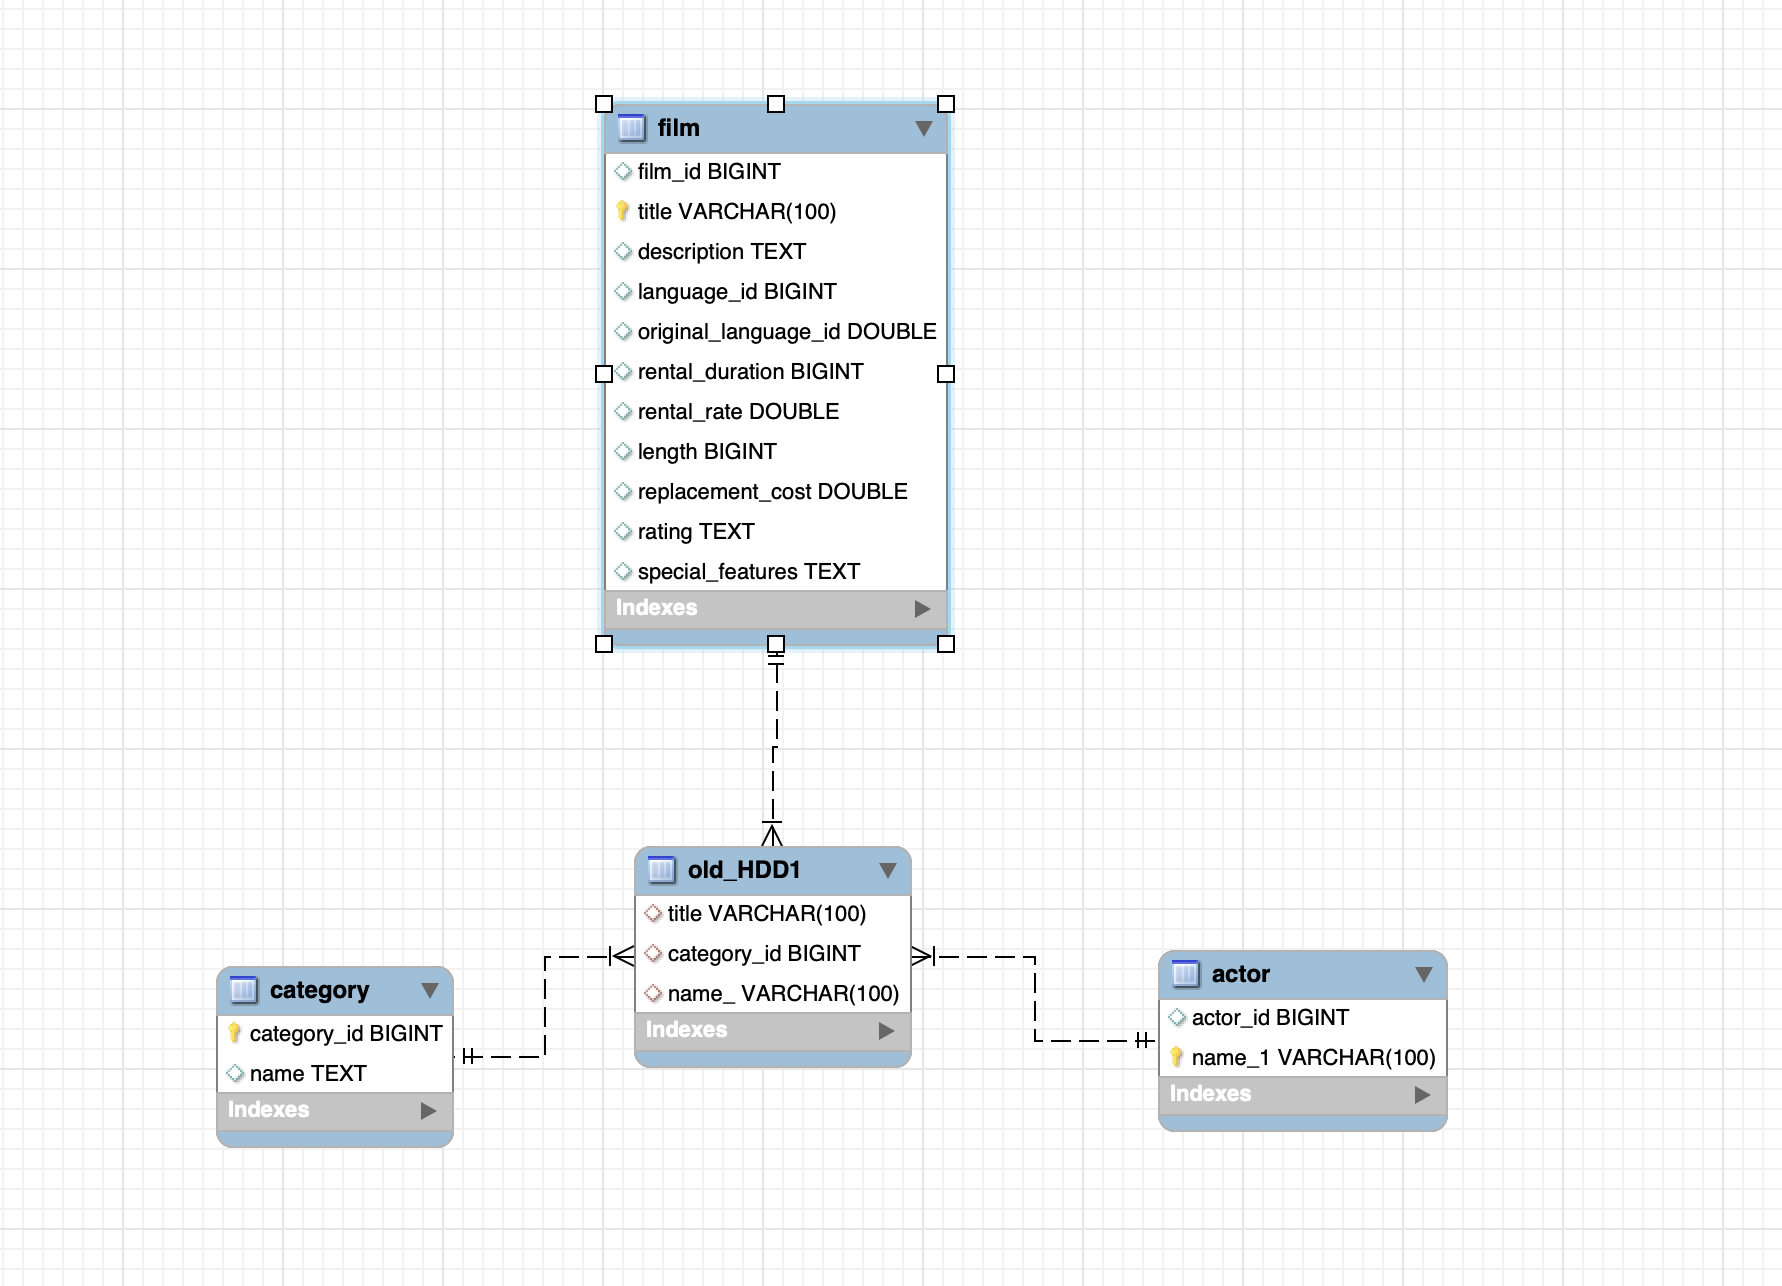 film
film_id BIGINT
title VARCHAR(100)
description TEXT
language_id BIGINT
original_language_id DOUBLE
rental_duration BIGINT
rental_rate DOUBLE
length BIGINT
replacement_cost DOUBLE
rating TEXT
special_features TEXT
Indexes
old_HDD1
title VARCHAR(100)
category_id BIGINT
name_ VARCHAR(100)
Indexes
category
category_id BIGINT
name TEXT
Indexes
actor
actor_id BIGINT
name_1 VARCHAR(100)
Indexes